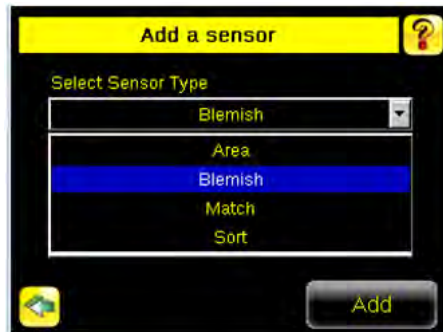 Add a sensor
?
Select Sensor Type
Blemish
Area
Blemish
Match
Sort
Add